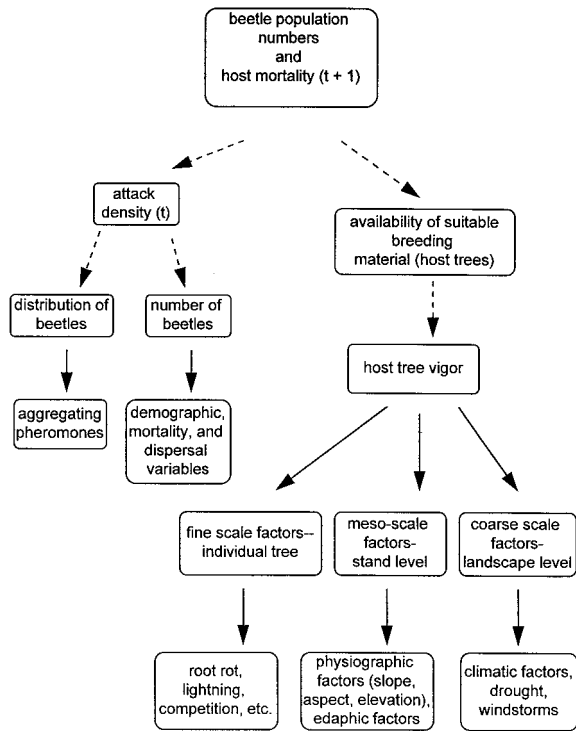 beetle population
numbers
and
host mortality (t + 1)
attack
density (t)
availability of suitable
breeding
material (host trees)
distribution of
beetles
number of
beetles
host tree vigor
aggregating
pheromones
demographic,
mortality, and
dispersal
variables
fine scale factors--
individual tree
meso-scale
factors-
stand level
coarse scale
factors-
landscape level
root rot,
lightning,
competition, etc.
physiographic
factors (slope,
aspect, elevation),
edaphic factors
climatic factors,
drought,
windstorms